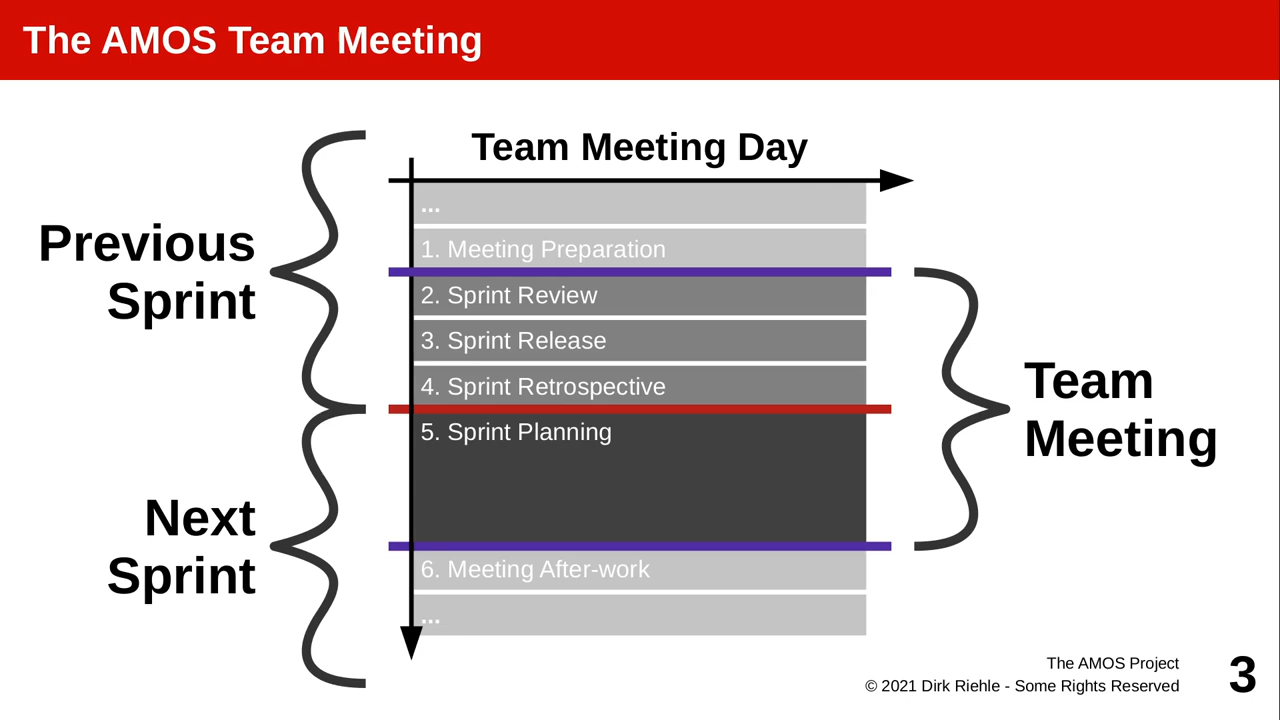 The AMOS Team Meeting
Team Meeting Day
Previous
Sprint
...
1. Meeting Preparation
2. Sprint Review
3. Sprint Release
4. Sprint Retrospective
5. Sprint Planning
Team
Meeting
Next
Sprint
6. Meeting After-work
...
The AMOS Project
© 2021 Dirk Riehle - Some Rights Reserved
3